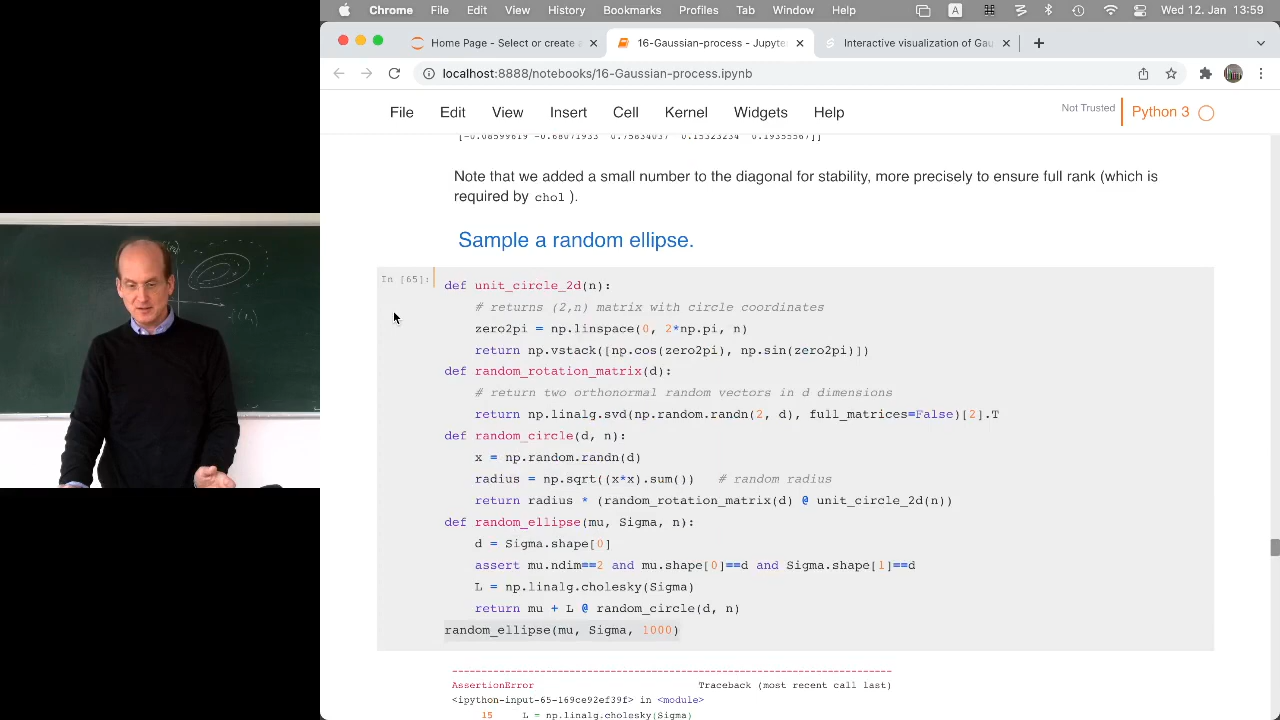 Chrome File Edit View History Bookmarks Profiles Tab Window Help A Wed 12. Jan 13:59
Home Page - Select or create a
16-Gaussian-process - Jupyte
Interactive visualization of Gau
localhost:8888/notebooks/16-Gaussian-process.ipynb
File Edit View Insert Cell Kernel Widgets Help
Not Trusted
Python 3
Note that we added a small number to the diagonal for stability, more precisely to ensure full rank (which is
required by chol ).
Sample a random ellipse.
In [65]:
def unit_circle_2d(n):
# returns (2,n) matrix with circle coordinates
zero2pi = np.linspace(0, 2*np.pi, n)
return np.vstack([np.cos(zero2pi), np.sin(zero2pi)])
def random_rotation_matrix(d):
# return two orthonormal random vectors in d dimensions
return np.linalg.svd(np.random.randn(2, d), full_matrices=False)[2].T
def random_circle(d, n):
x = np.random.randn(d)
radius = np.sqrt((x*x).sum()) # random radius
return radius * (random_rotation_matrix(d) @ unit_circle_2d(n))
def random_ellipse(mu, Sigma, n):
d = Sigma.shape[0]
assert mu.ndim==2 and mu.shape[0]==d and Sigma.shape[1]==d
L = np.linalg.cholesky(Sigma)
return mu + L @ random_circle(d, n)
random_ellipse(mu, Sigma, 1000)
---------------------------------------------------------------------------
AssertionError Traceback (most recent call last)
<ipython-input-65-169ce92ef39f> in <module>
15 L = np.linalg.cholesky(Sigma)